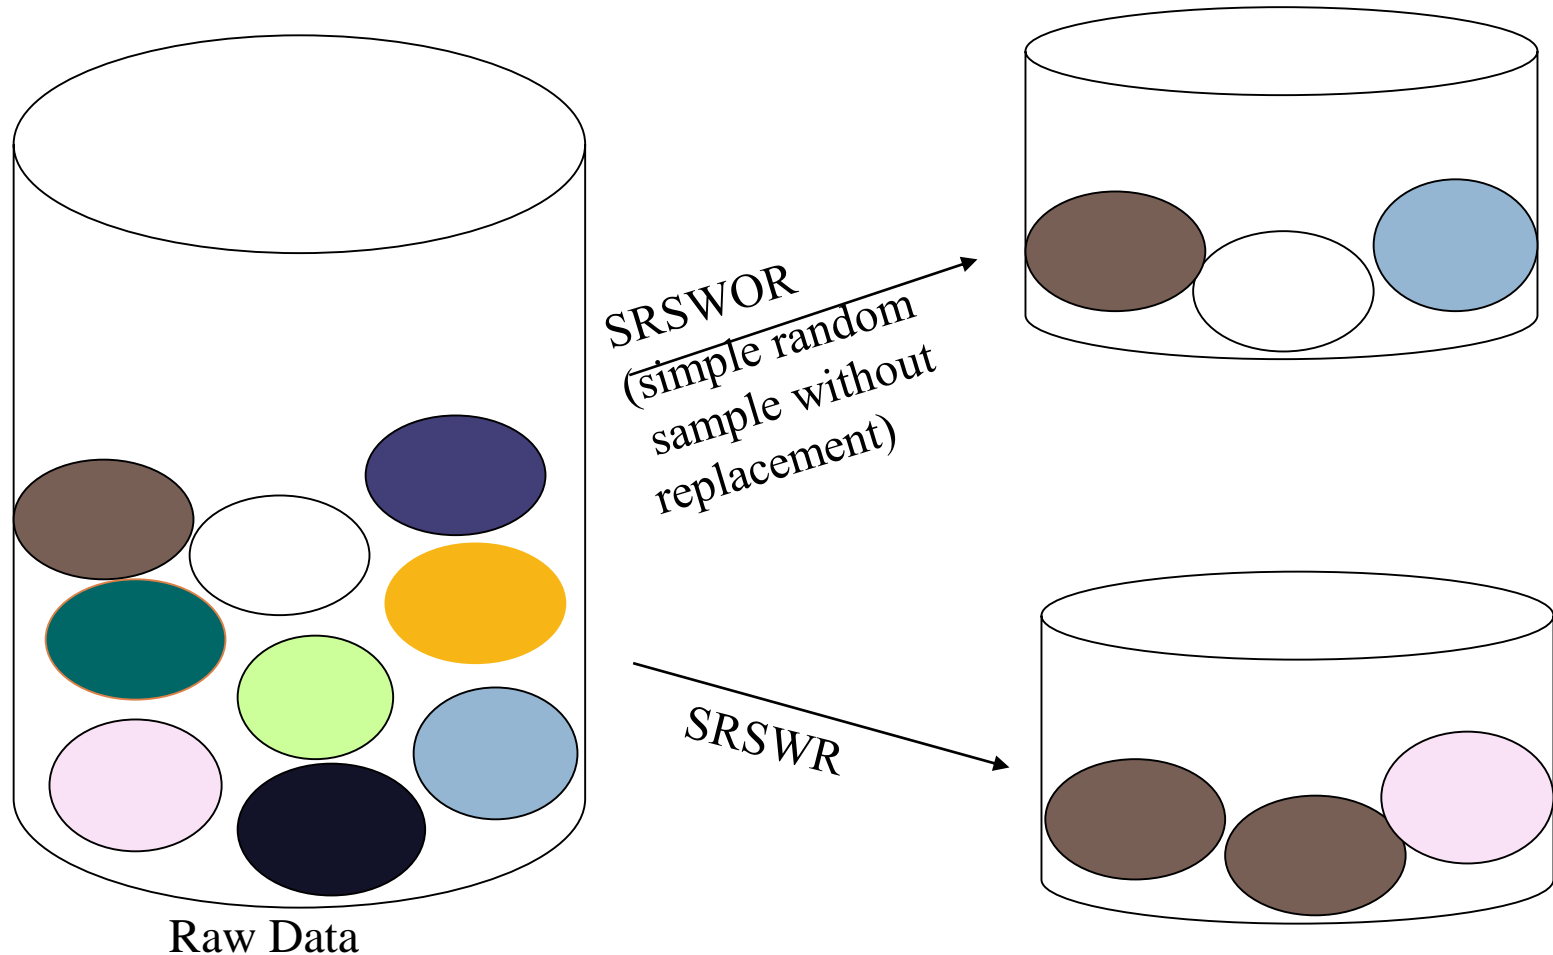 SRSWOR
(simple random
sample without
replacement)
SRSWR
Raw Data